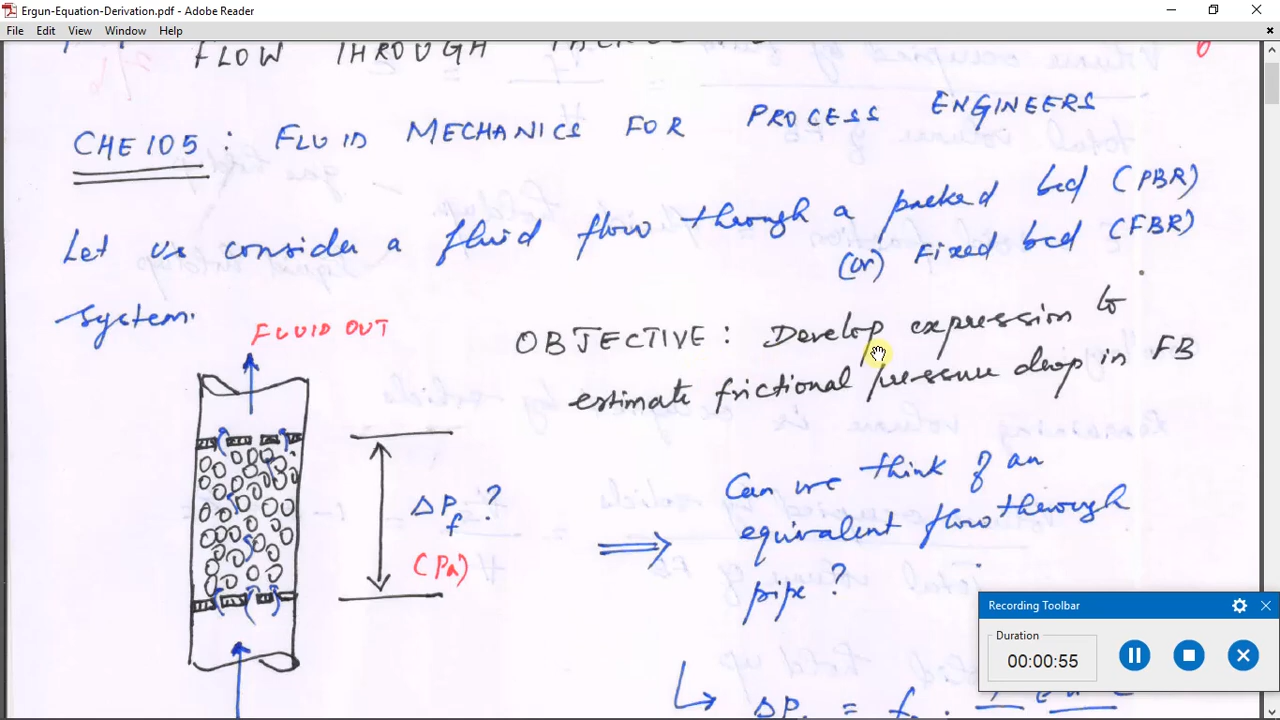 Ergun-Equation-Derivation.pdf - Adobe Reader
File Edit View Window Help
FLOW THROUGH
CHE105 : FLUID MECHANICS FOR PROCESS ENGINEERS
Let us consider a fluid flow through a packed bed (PBR)
(or) Fixed bed (FBR)
system.
FLUID OUT
OBJECTIVE : Develop expression to
estimate frictional pressure drop in FB
ΔPf ?
(Pa)
Can we think of an
equivalent flow through
pipe ?
ΔP = f
Recording Toolbar
Duration
00:00:55